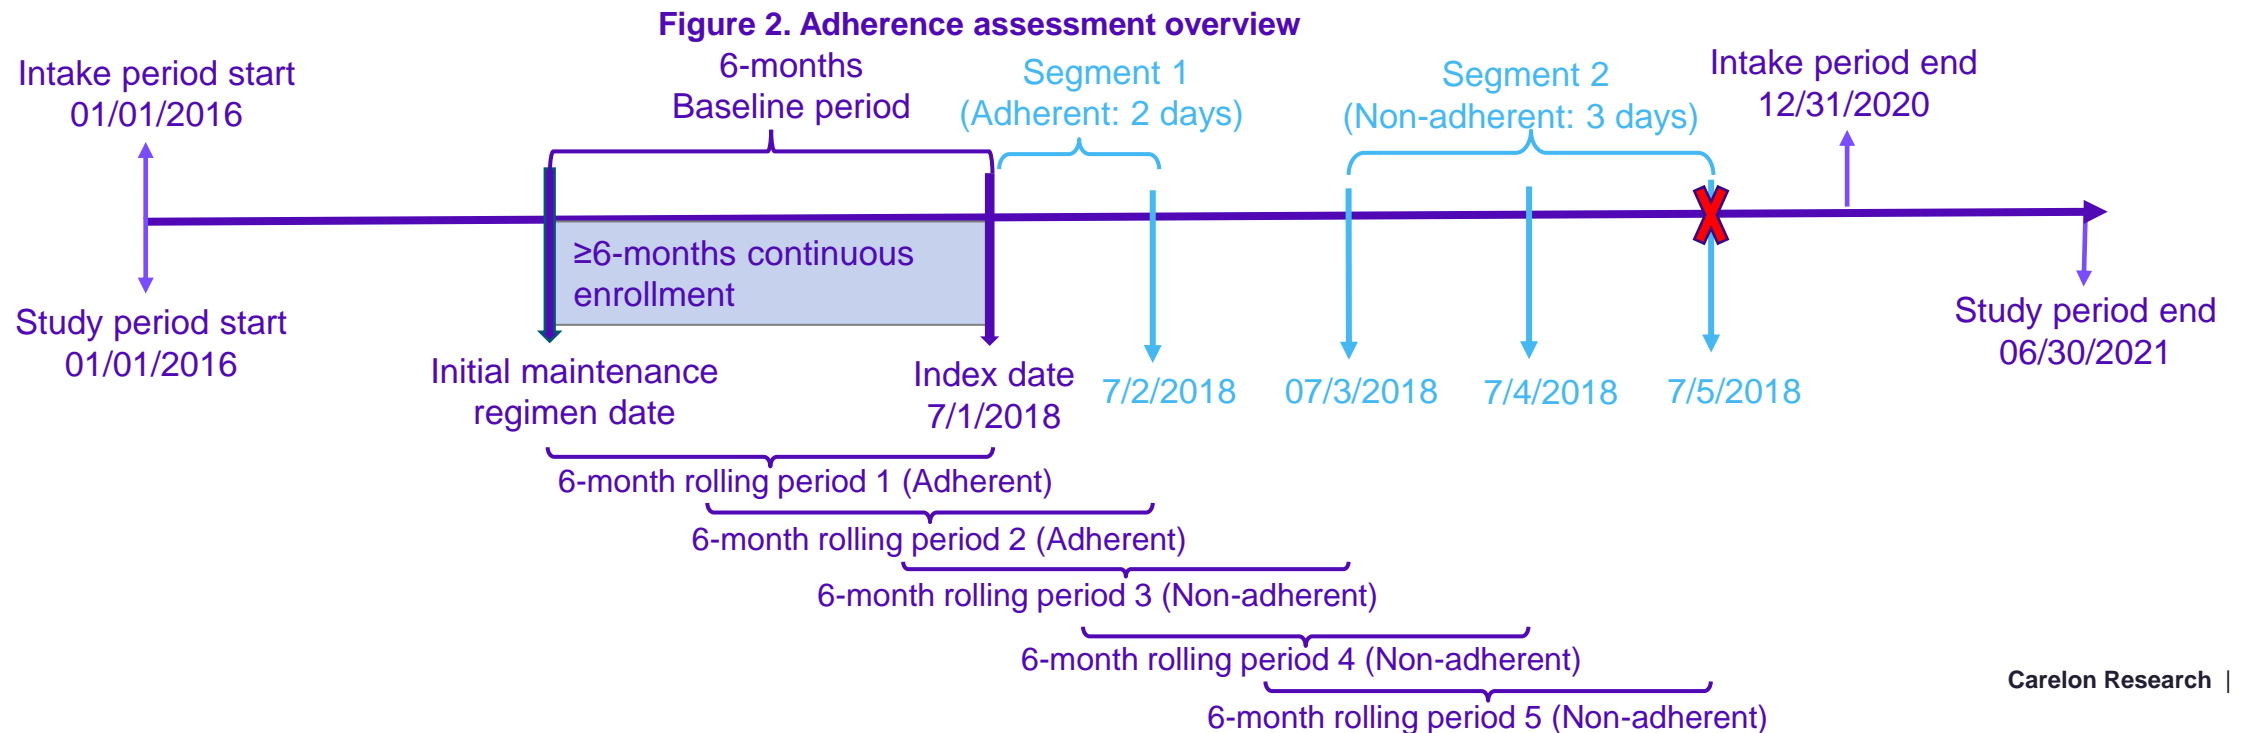 Figure 2. Adherence assessment overview
Intake period start
01/01/2016
6-months
Baseline period
Segment 1
(Adherent: 2 days)
Segment 2
(Non-adherent: 3 days)
Intake period end
12/31/2020
≥6-months continuous
enrollment
Study period start
01/01/2016
Initial maintenance
regimen date
Index date
7/1/2018
7/2/2018
07/3/2018
7/4/2018
7/5/2018
Study period end
06/30/2021
6-month rolling period 1 (Adherent)
6-month rolling period 2 (Adherent)
6-month rolling period 3 (Non-adherent)
6-month rolling period 4 (Non-adherent)
6-month rolling period 5 (Non-adherent)
Carelon Research |